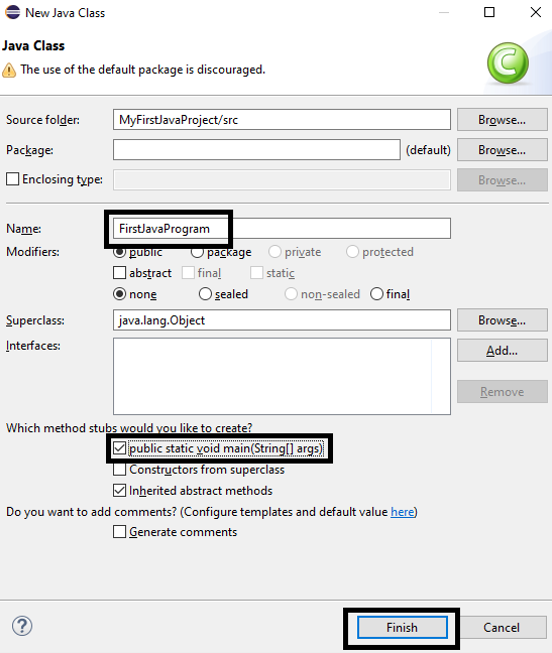 New Java Class
Java Class
The use of the default package is discouraged.
Source folder: MyFirstJavaProject/src Browse...
Package: (default) Browse...
Enclosing type: Browse...
Name: FirstJavaProgram
Modifiers: public package private protected
abstract final static
none sealed non-sealed final
Superclass: java.lang.Object Browse...
Interfaces: Add...
Remove
Which method stubs would you like to create?
public static void main(String[] args)
Constructors from superclass
Inherited abstract methods
Do you want to add comments? (Configure templates and default value here)
Generate comments
? Finish Cancel